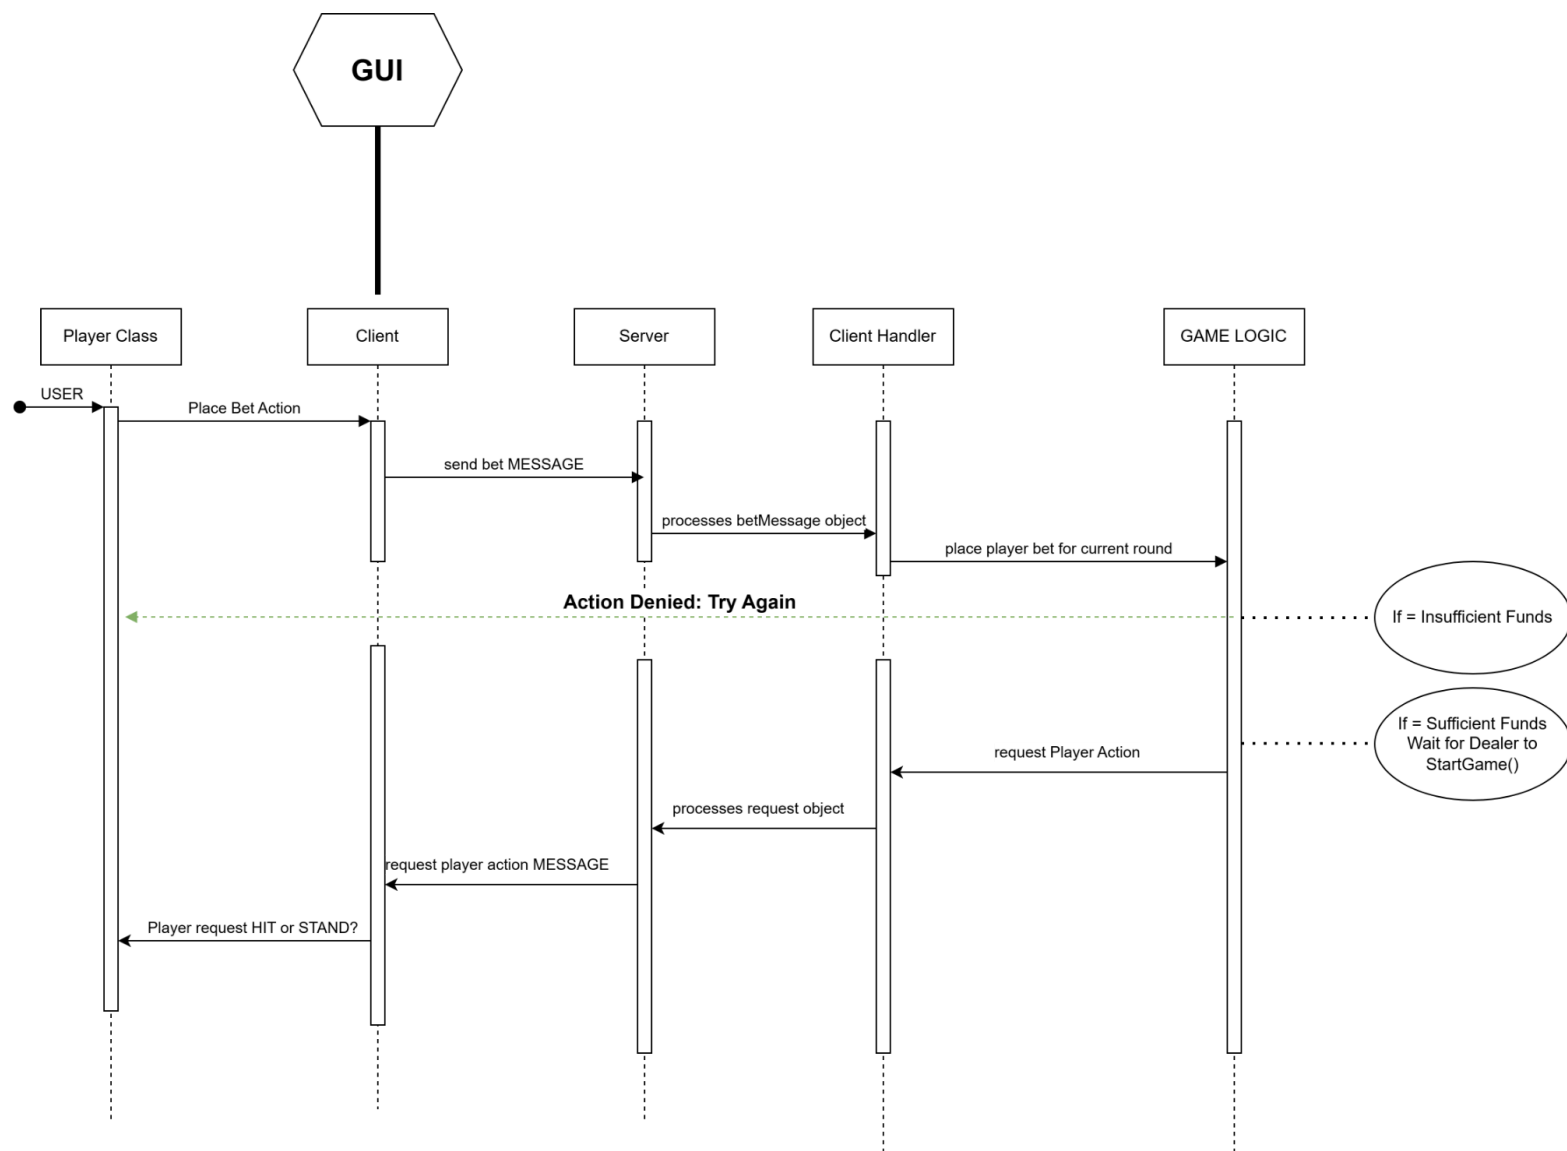 GUI
Player Class
Client
Server
Client Handler
GAME LOGIC
USER
Place Bet Action
send bet MESSAGE
processes betMessage object
place player bet for current round
Action Denied: Try Again
If = Insufficient Funds
If = Sufficient Funds
Wait for Dealer to
StartGame()
request Player Action
processes request object
request player action MESSAGE
Player request HIT or STAND?